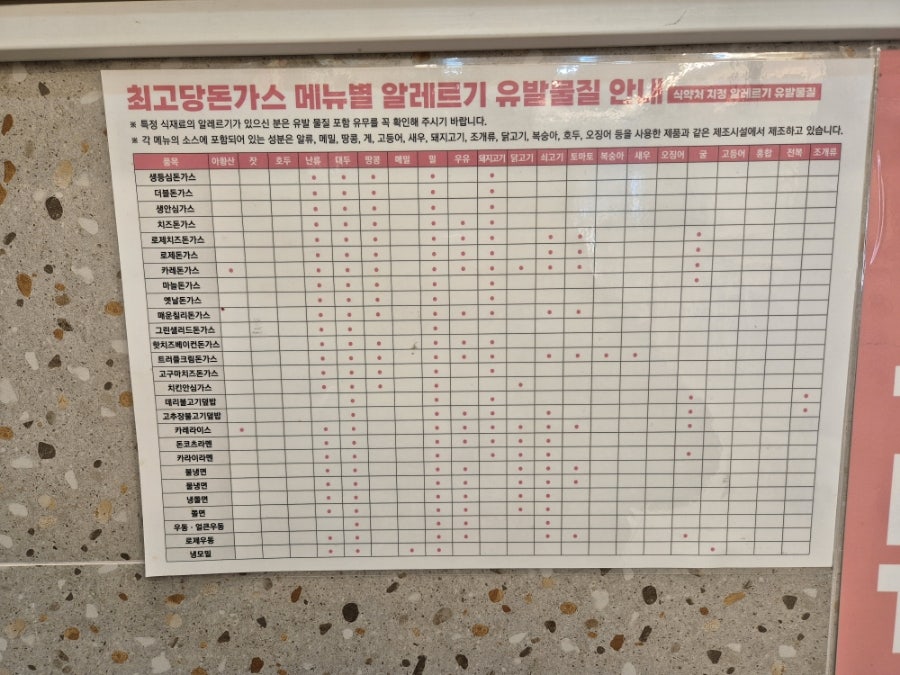 최고당돈가스 메뉴별 알레르기 유발물질 안내 식약처 지정 알레르기 유발물질
※ 특정 식재료의 알레르기가 있으신 분은 유발 물질 포함 유무를 꼭 확인해 주시기 바랍니다.
※ 각 메뉴의 소스에 포함되어 있는 성분은 알류, 메밀, 땅콩, 게, 고등어, 새우, 돼지고기, 조개류, 닭고기, 복숭아, 호두, 오징어 등을 사용한 제품과 같은 제조시설에서 제조하고 있습니다.
품목 아황산 잣 호두 난류 대두 땅콩 메밀 밀 우유 돼지고기 닭고기 쇠고기 토마토 복숭아 새우 오징어 굴 고등어 홍합 전복 조개류
생등심돈가스
더블돈가스
생안심가스
치즈돈가스
로제치즈돈가스
로제돈가스
카레돈가스
마늘돈가스
옛날돈가스
매운칠리돈가스
그린샐러드돈가스
핫치즈베이컨돈가스
트러플크림돈가스
고구마치즈돈가스
치킨안심가스
데리불고기덮밥
고추장불고기덮밥
카레라이스
돈코츠라멘
카라이라멘
물냉면
냉쫄면
쫄면
우동 · 얼큰우동
로제우동
냉모밀